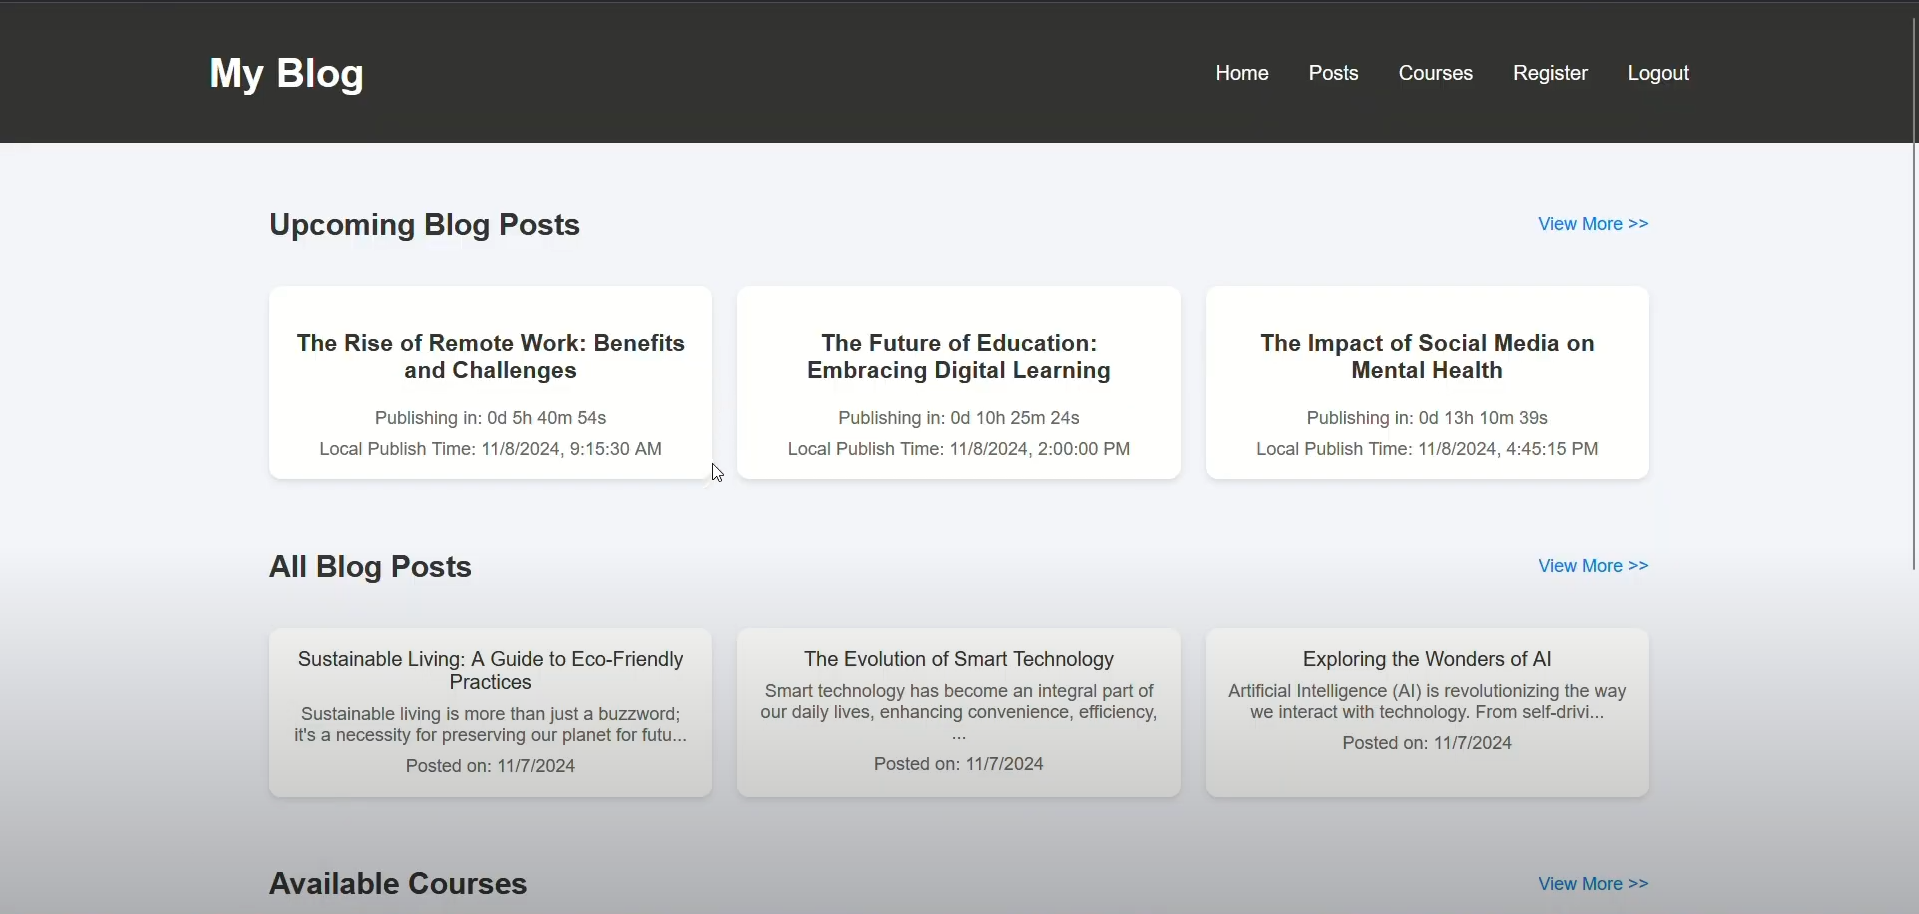 My Blog
Home Posts Courses Register Logout
Upcoming Blog Posts
View More >>
The Rise of Remote Work: Benefits
and Challenges
Publishing in: 0d 5h 40m 54s
Local Publish Time: 11/8/2024, 9:15:30 AM
The Future of Education:
Embracing Digital Learning
Publishing in: 0d 10h 25m 24s
Local Publish Time: 11/8/2024, 2:00:00 PM
The Impact of Social Media on
Mental Health
Publishing in: 0d 13h 10m 39s
Local Publish Time: 11/8/2024, 4:45:15 PM
All Blog Posts
View More >>
Sustainable Living: A Guide to Eco-Friendly
Practices
Sustainable living is more than just a buzzword;
it's a necessity for preserving our planet for futu...
Posted on: 11/7/2024
The Evolution of Smart Technology
Smart technology has become an integral part of
our daily lives, enhancing convenience, efficiency,
...
Posted on: 11/7/2024
Exploring the Wonders of AI
Artificial Intelligence (AI) is revolutionizing the way
we interact with technology. From self-drivi...
Posted on: 11/7/2024
Available Courses
View More >>